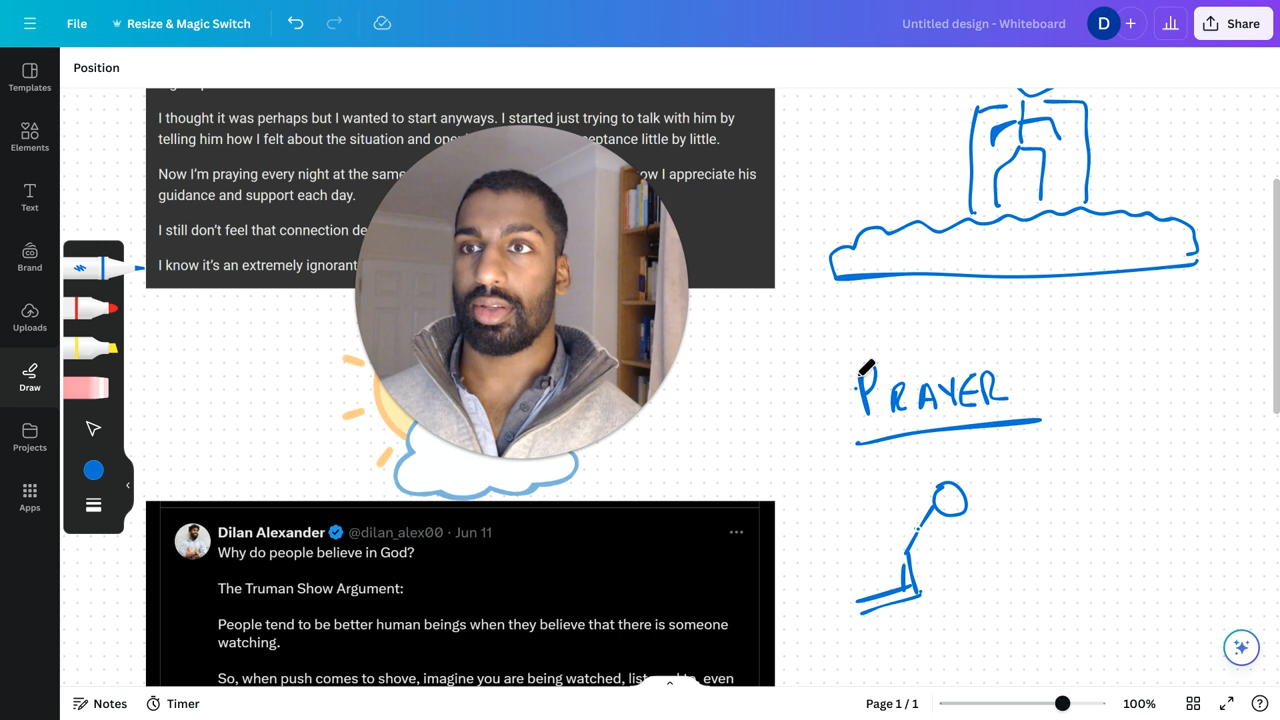 File
Resize & Magic Switch
Untitled design - Whiteboard
D
+
Share
Position
Templates
Elements
Text
Brand
Uploads
Draw
Projects
Apps
I thought it was perhaps but I wanted to start anyways. I started just trying to talk with him by
telling him how I felt about the situation and little by little.
Now I'm praying every night at the same I appreciate his
guidance and support each day.
I still don't feel that connection
I know it's an extremely ignorant
PRAYER
Dilan Alexander @dilan_alex00 · Jun 11
Why do people believe in God?
The Truman Show Argument:
People tend to be better human beings when they believe that there is someone
watching.
So, when push comes to shove, imagine you are being watched, even
Notes
Timer
Page 1 / 1
100%